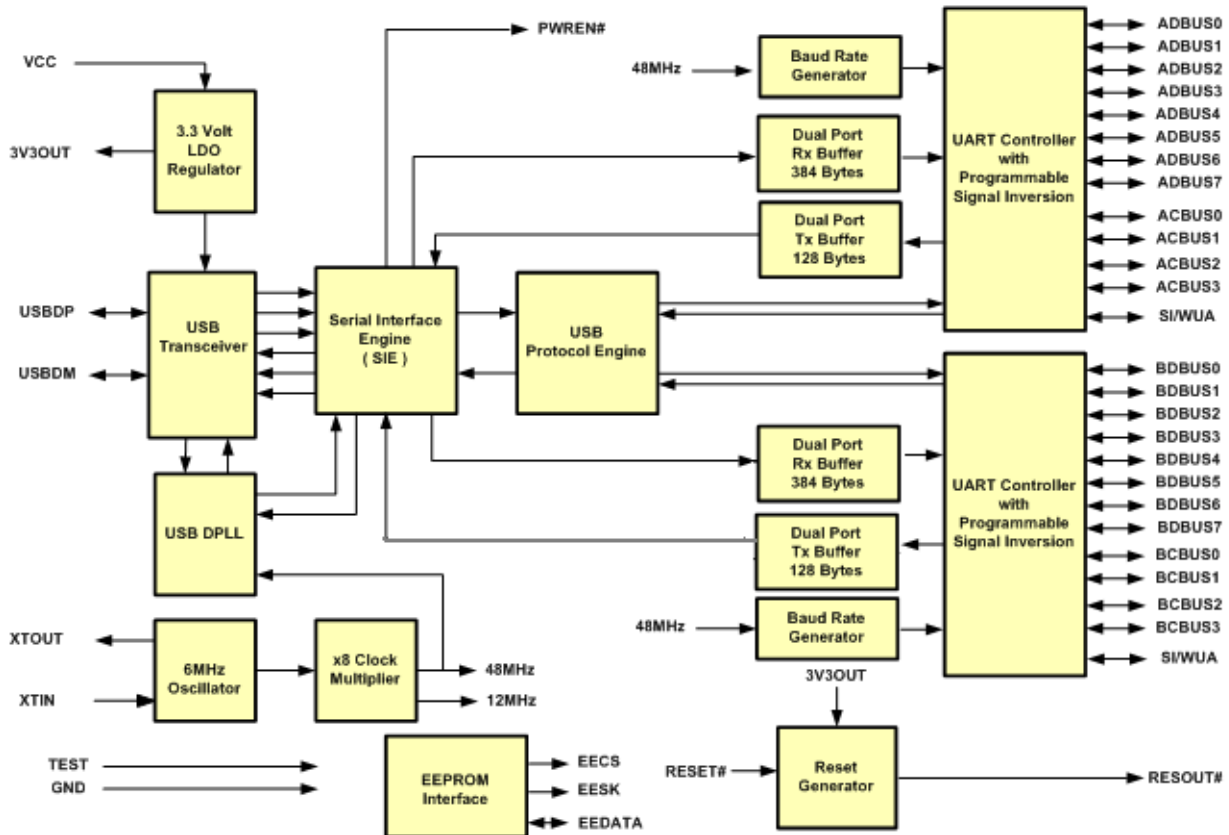 PWREN#
VCC
3.3 Volt
LDO
Regulator
3V3OUT
48MHz
Baud Rate
Generator
Dual Port
Rx Buffer
384 Bytes
Dual Port
Tx Buffer
128 Bytes
UART Controller
with
Programmable
Signal Inversion
ADBUS0
ADBUS1
ADBUS2
ADBUS3
ADBUS4
ADBUS5
ADBUS6
ADBUS7
ACBUS0
ACBUS1
ACBUS2
ACBUS3
SI/WUA
USBDP
USBDM
USB
Transceiver
Serial Interface
Engine
( SIE )
USB
Protocol Engine
USB DPLL
Dual Port
Rx Buffer
384 Bytes
Dual Port
Tx Buffer
128 Bytes
48MHz
Baud Rate
Generator
UART Controller
with
Programmable
Signal Inversion
BDBUS0
BDBUS1
BDBUS2
BDBUS3
BDBUS4
BDBUS5
BDBUS6
BDBUS7
BCBUS0
BCBUS1
BCBUS2
BCBUS3
SI/WUA
XTOUT
XTIN
6MHz
Oscillator
x8 Clock
Multiplier
48MHz
12MHz
TEST
GND
EEPROM
Interface
EECS
EESK
EEDATA
3V3OUT
RESET#
Reset
Generator
RESOUT#